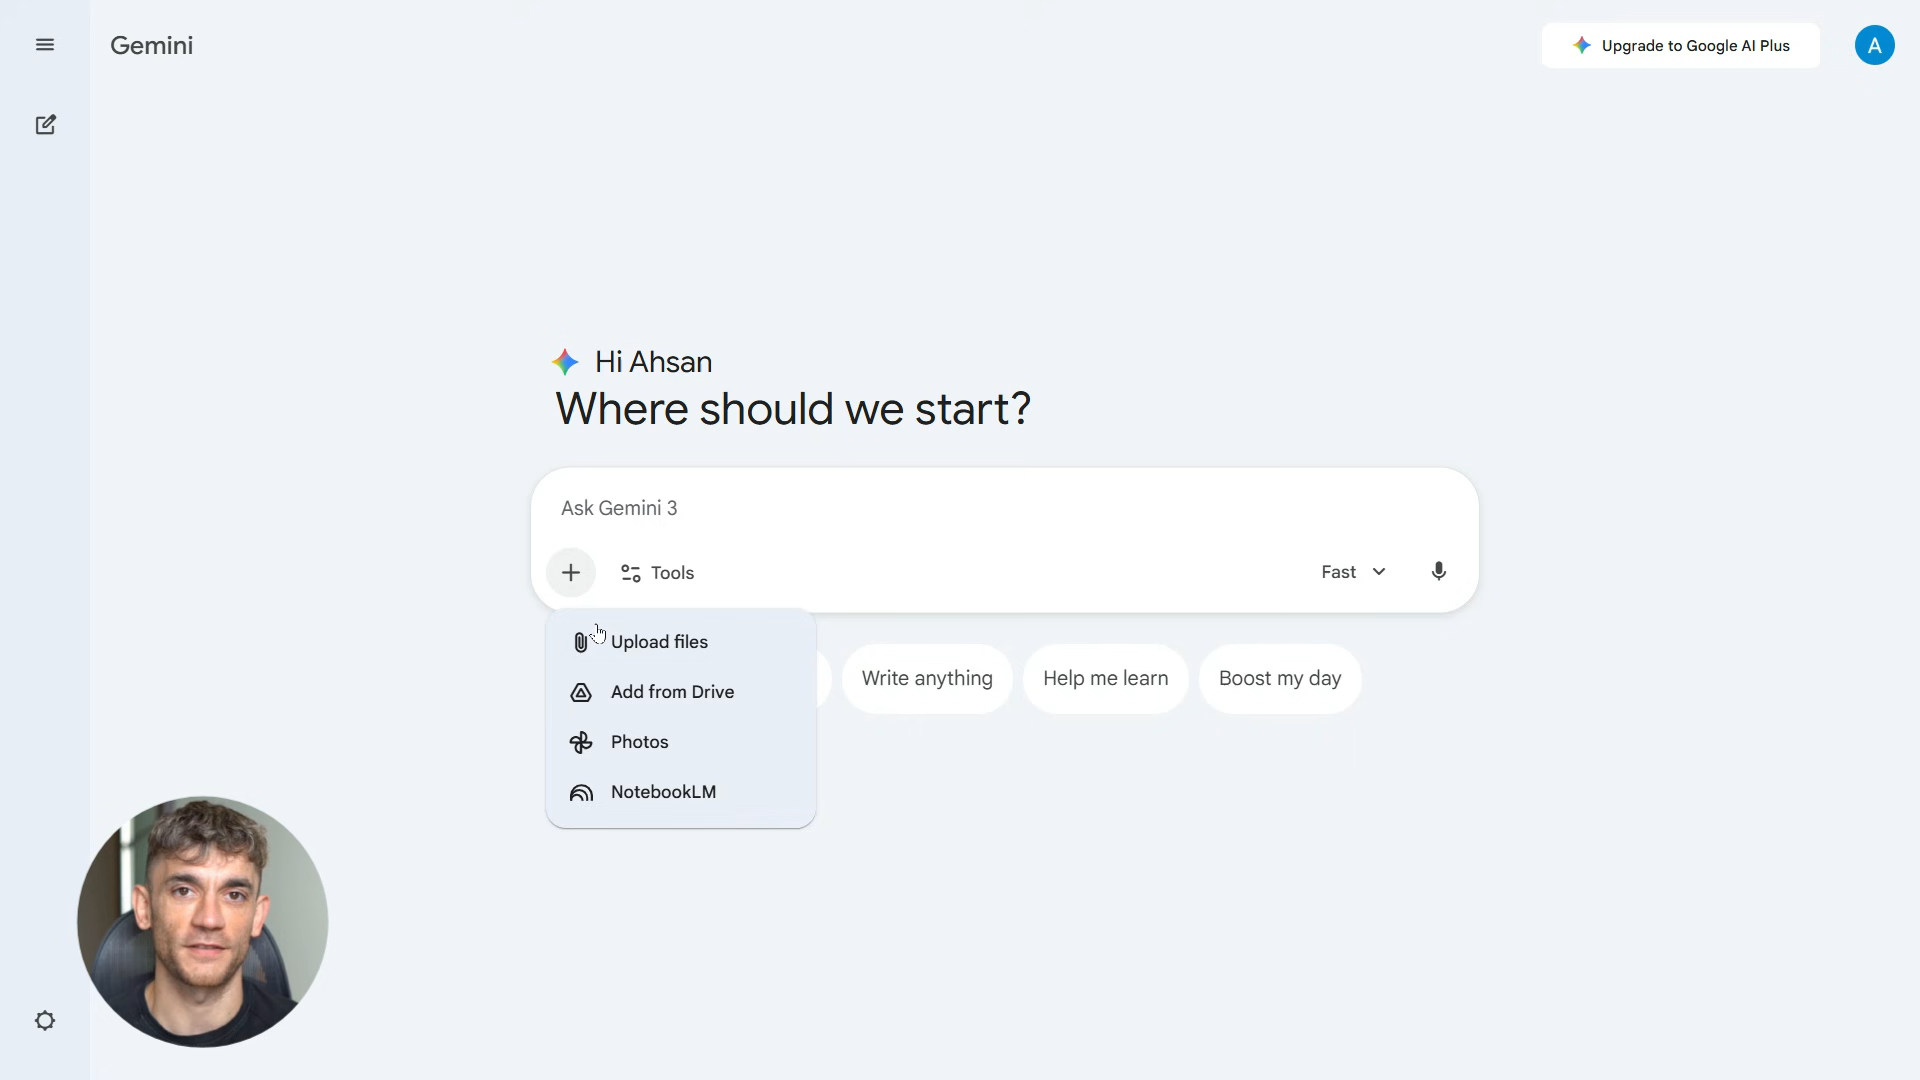 Gemini
Upgrade to Google AI Plus
A
Hi Ahsan
Where should we start?
Ask Gemini 3
Tools
Fast
Upload files
Add from Drive
Photos
NotebookLM
Write anything
Help me learn
Boost my day